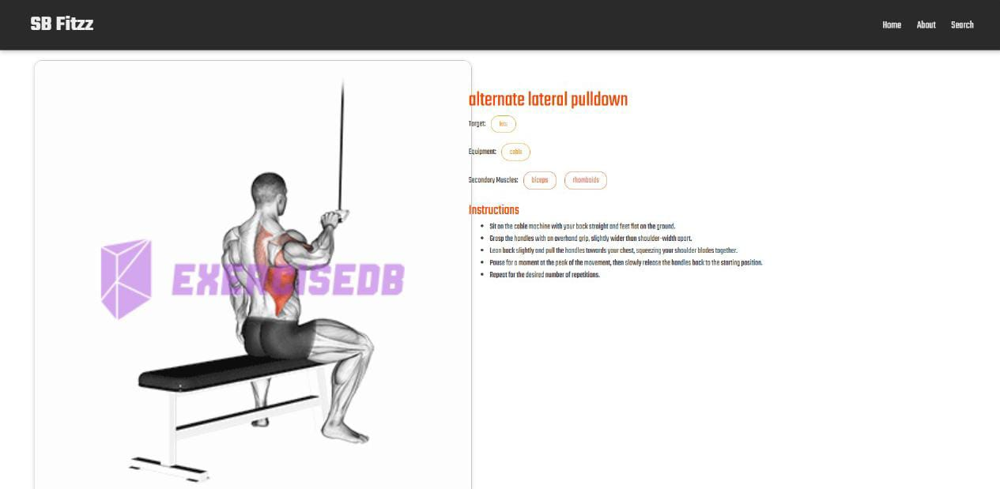 SB Fitzz
Home About Search
alternate lateral pulldown
Target: lats
Equipment: cable
Secondary Muscles: biceps rhomboids
Instructions
Sit on the cable machine with your back straight and feet flat on the ground.
Grasp the handles with an overhand grip, slightly wider than shoulder-width apart.
Lean back slightly and pull the handles towards your chest, squeezing your shoulder blades together.
Pause for a moment at the peak of the movement, then slowly release the handles back to the starting position.
Repeat for the desired number of repetitions.
EXERCISEDB